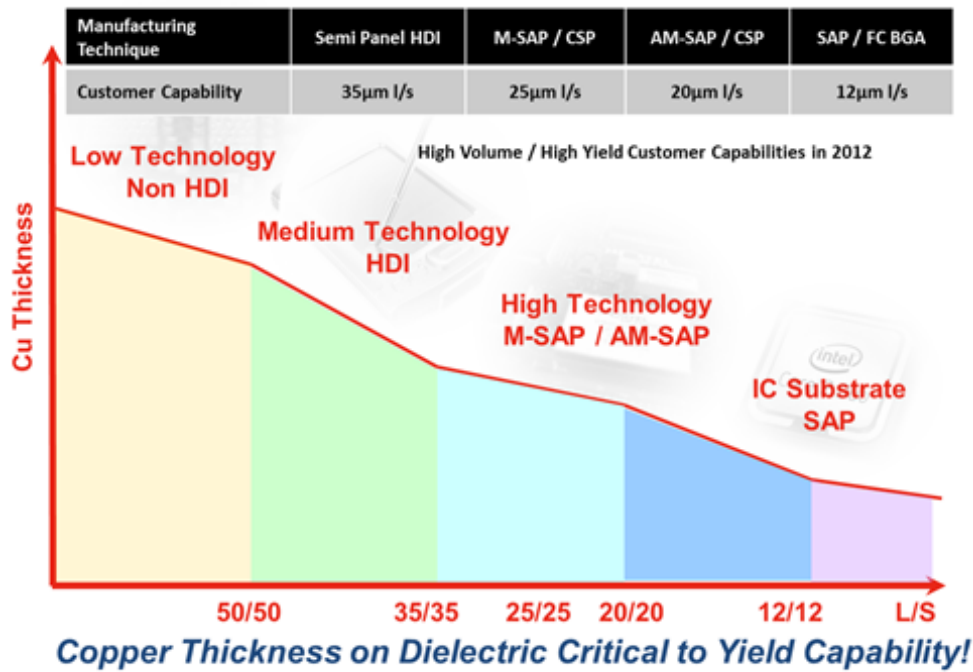 Manufacturing Technique
Semi Panel HDI
M-SAP / CSP
AM-SAP / CSP
SAP / FC BGA
Customer Capability
35µm l/s
25µm l/s
20µm l/s
12µm l/s
High Volume / High Yield Customer Capabilities in 2012
Low Technology
Non HDI
Medium Technology
HDI
High Technology
M-SAP / AM-SAP
intel
IC Substrate
SAP
Cu Thickness
50/50
35/35
25/25
20/20
12/12
L/S
Copper Thickness on Dielectric Critical to Yield Capability!